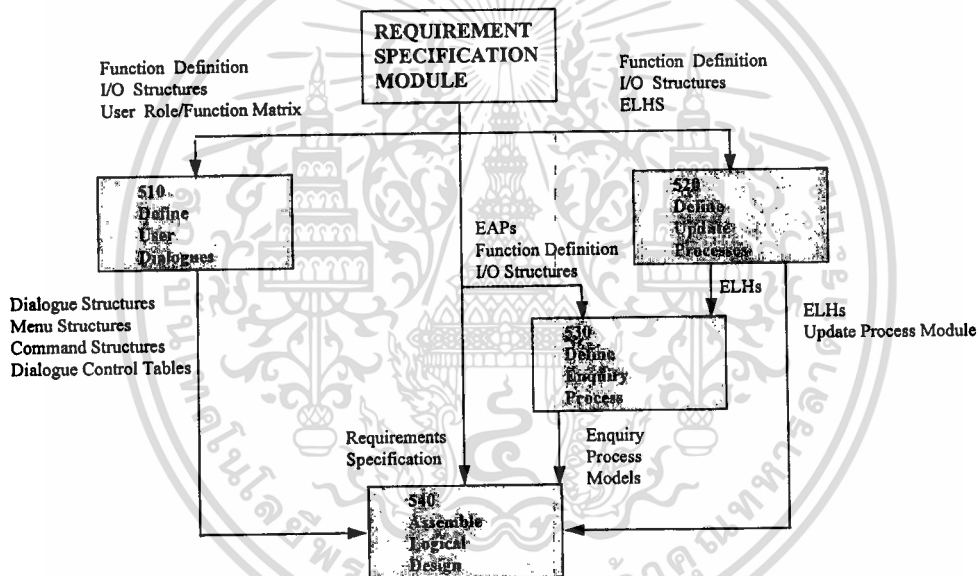 REQUIREMENT
SPECIFICATION
MODULE
Function Definition
I/O Structures
User Role/Function Matrix
Function Definition
I/O Structures
ELHS
510
Define
User
Dialogues
520
Define
Update
Processes
EAPs
Function Definition
I/O Structures
ELHs
ELHs
Update Process Module
Dialogue Structures
Menu Structures
Command Structures
Dialogue Control Tables
530
Define
Enquiry
Process
Requirements
Specification
Enquiry
Process
Models
540
Assemble
Logical
Design